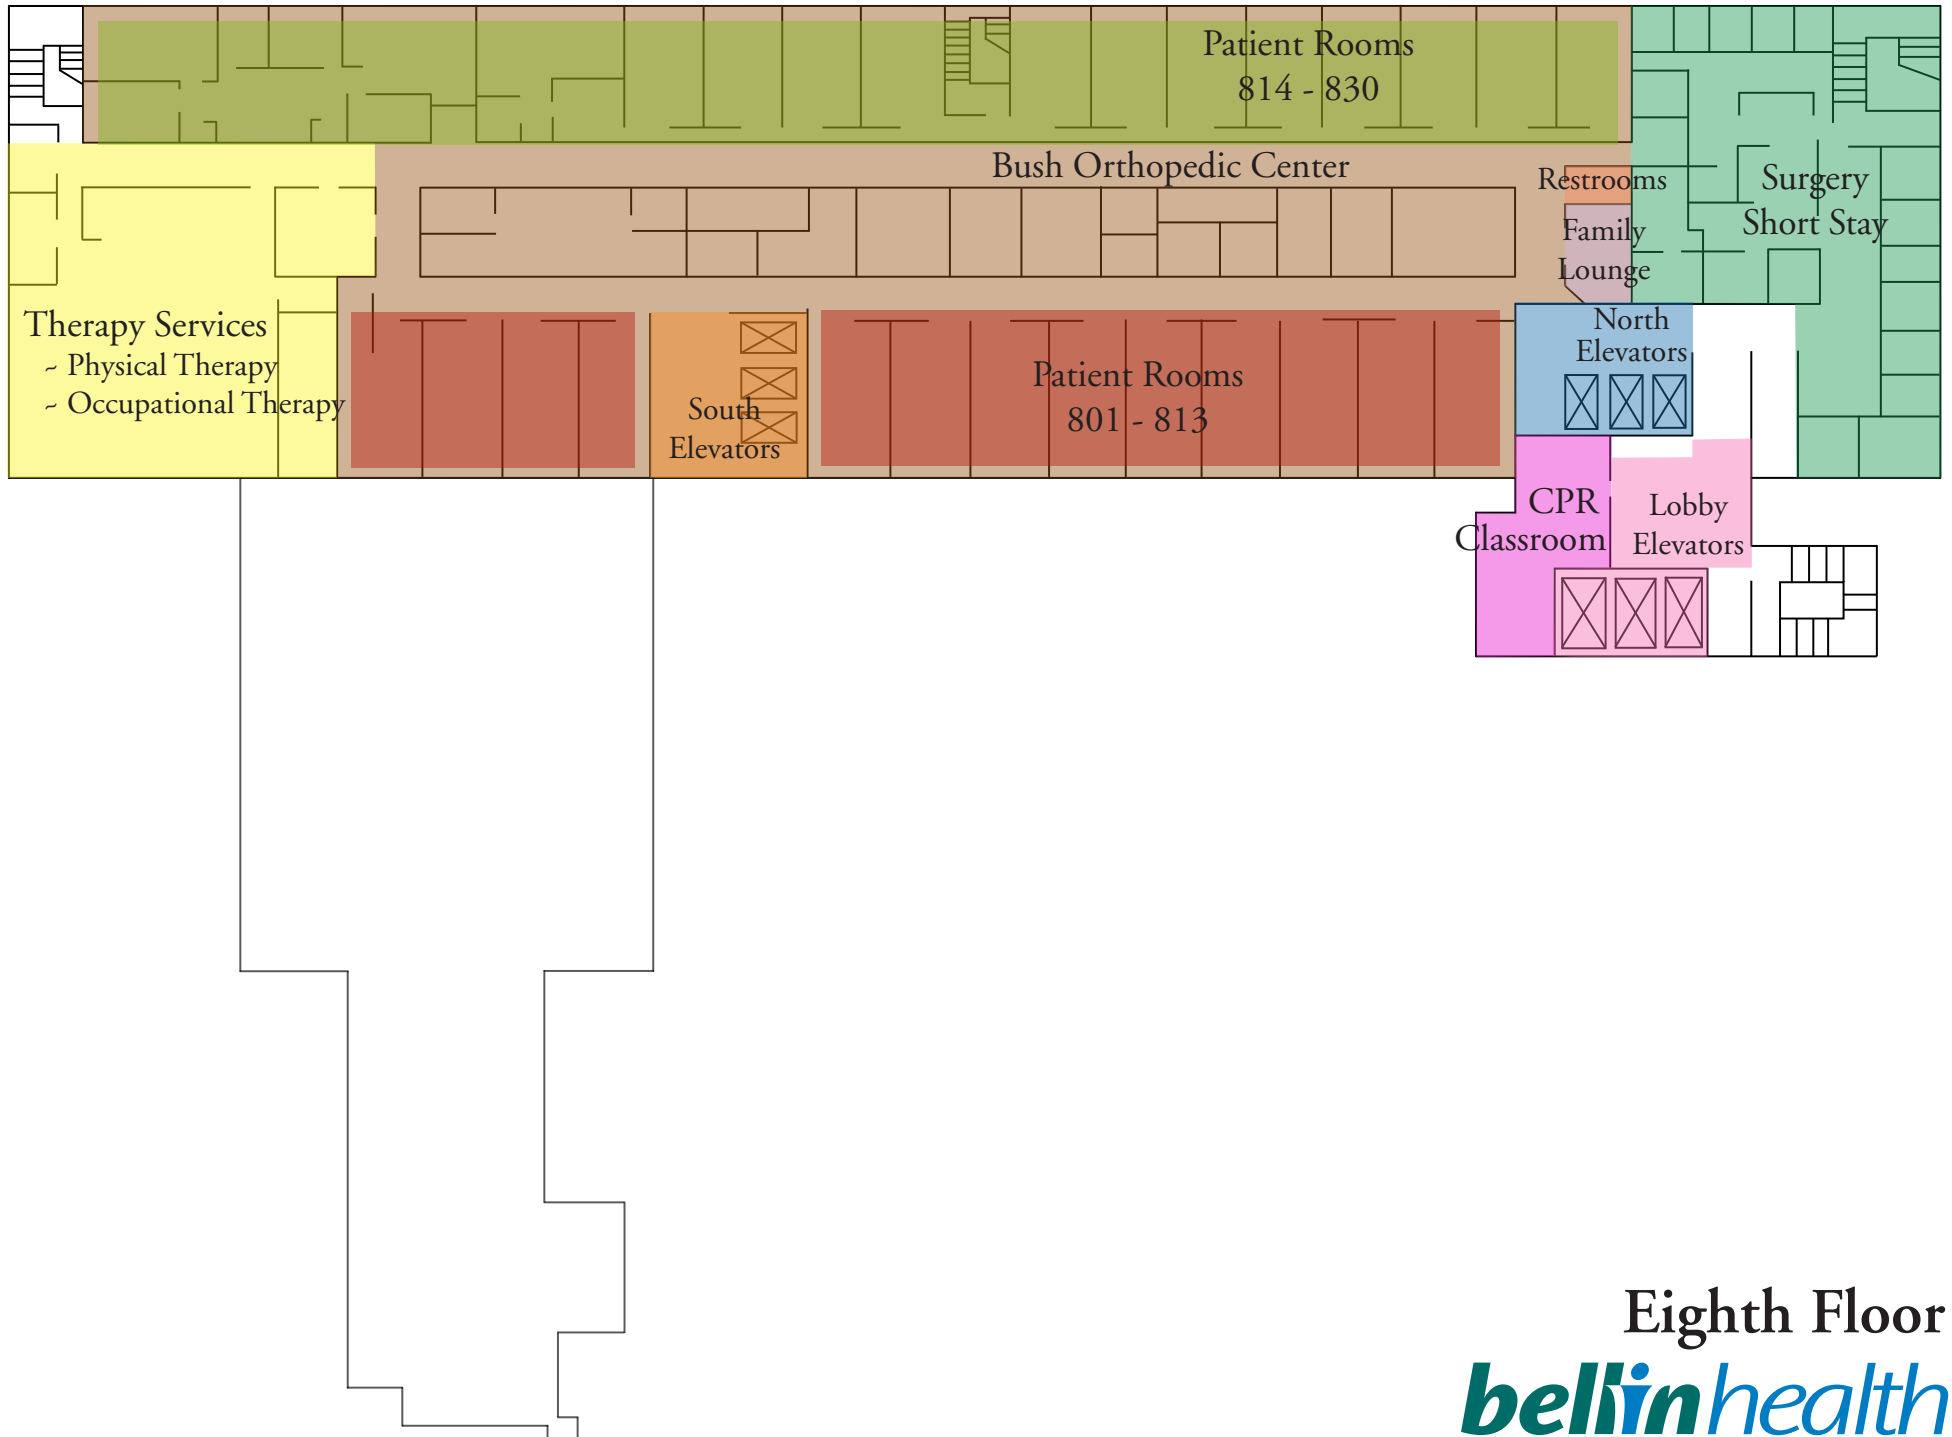 Patient Rooms
814 - 830
Bush Orthopedic Center
Restrooms
Family
Lounge
Surgery
Short Stay
Therapy Services
~ Physical Therapy
~ Occupational Therapy
South
Elevators
Patient Rooms
801 - 813
North
Elevators
CPR
Classroom
Lobby
Elevators
Eighth Floor
bellinhealth